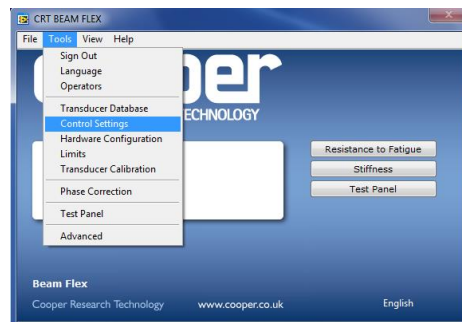 CRT BEAM FLEX
File Tools View Help
Sign Out
Language
Operators
Transducer Database
Control Settings
Hardware Configuration
Limits
Transducer Calibration
Phase Correction
Test Panel
Advanced
ECHNOLOGY
Resistance to Fatigue
Stiffness
Test Panel
Beam Flex
Cooper Research Technology www.cooper.co.uk English